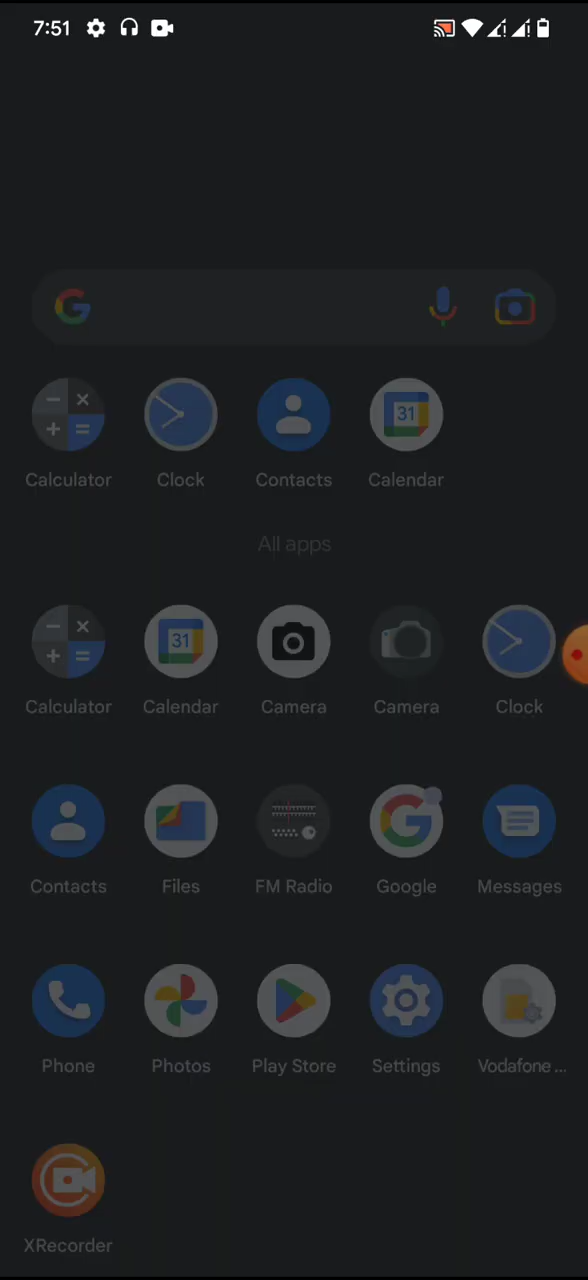 7:51
Calculator Clock Contacts Calendar
All apps
Calculator Calendar Camera Camera Clock
Contacts Files FM Radio Google Messages
Phone Photos Play Store Settings Vodafone ...
XRecorder